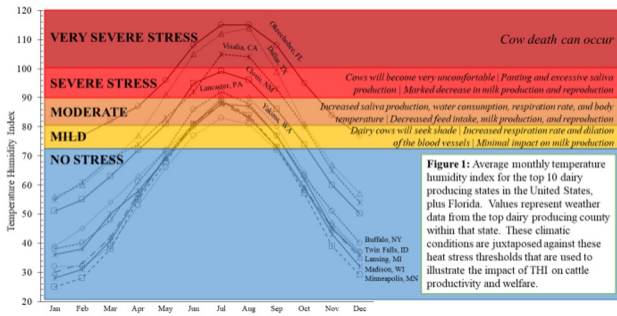 120
110
100
90
80
70
60
50
40
30
20
Temperature Humidity Index
VERY SEVERE STRESS
Cow death can occur
SEVERE STRESS
Cows will become very uncomfortable | Panting and excessive saliva
production | Marked decrease in milk production and reproduction
MODERATE
Increased saliva production, water consumption, respiration rate, and body
temperature | Decreased feed intake, milk production, and reproduction
MILD
Dairy cows will seek shade | Increased respiration rate and dilation
of the blood vessels | Minimal impact on milk production
NO STRESS
Okeechobee, FL
Visalia, CA
Dallas, TX
Clovis, NM
Lancaster, PA
Yakima, WA
Buffalo, NY
Twin Falls, ID
Lansing, MI
Madison, WI
Minneapolis, MN
Figure 1: Average monthly temperature
humidity index for the top 10 dairy
producing states in the United States,
plus Florida. Values represent weather
data from the top dairy producing county
within that state. These climatic
conditions are juxtaposed against these
heat stress thresholds that are used to
illustrate the impact of THI on cattle
productivity and welfare.
Jan Feb Mar Apr May Jun Jul Aug Sep Oct Nov Dec